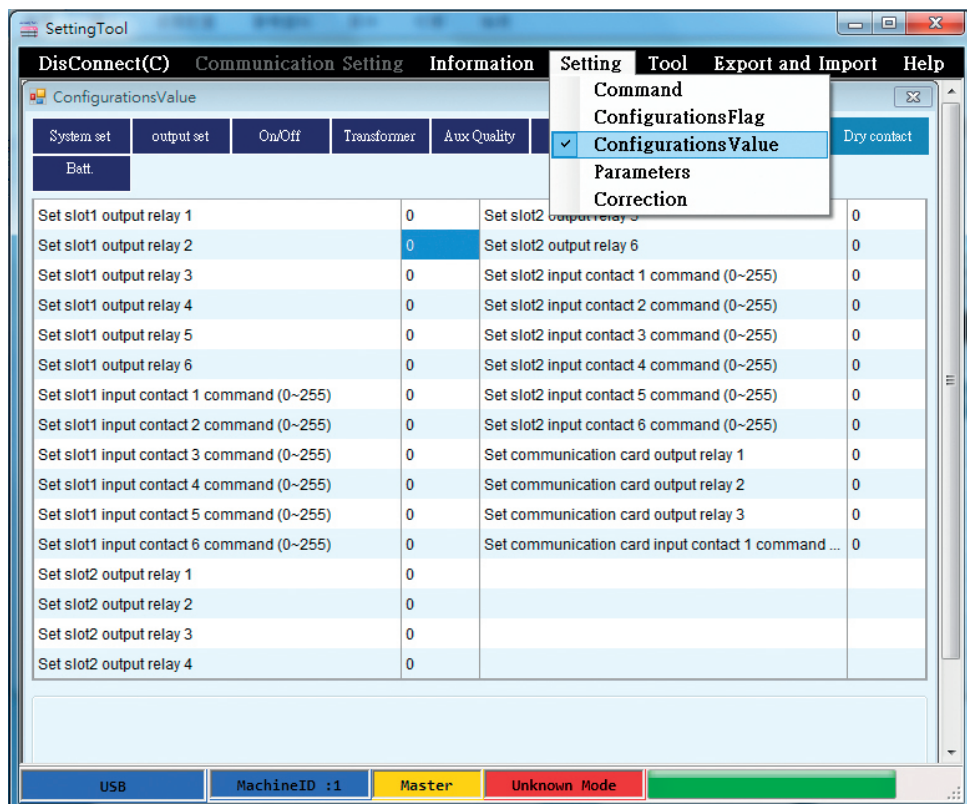 SettingTool
DisConnect(C) Communication Setting Information Setting Tool Export and Import Help
ConfigurationsValue
Command
ConfigurationsFlag
ConfigurationsValue
Parameters
Correction
System set output set On/Off Transformer Aux Quality Dry contact
Batt.
Set slot1 output relay 1 0 Set slot2 output relay 5 0
Set slot1 output relay 2 0 Set slot2 output relay 6 0
Set slot1 output relay 3 0 Set slot2 input contact 1 command (0~255) 0
Set slot1 output relay 4 0 Set slot2 input contact 2 command (0~255) 0
Set slot1 output relay 5 0 Set slot2 input contact 3 command (0~255) 0
Set slot1 output relay 6 0 Set slot2 input contact 4 command (0~255) 0
Set slot1 input contact 1 command (0~255) 0 Set slot2 input contact 5 command (0~255) 0
Set slot1 input contact 2 command (0~255) 0 Set slot2 input contact 6 command (0~255) 0
Set slot1 input contact 3 command (0~255) 0 Set communication card output relay 1 0
Set slot1 input contact 4 command (0~255) 0 Set communication card output relay 2 0
Set slot1 input contact 5 command (0~255) 0 Set communication card output relay 3 0
Set slot1 input contact 6 command (0~255) 0 Set communication card input contact 1 command ... 0
Set slot2 output relay 1 0
Set slot2 output relay 2 0
Set slot2 output relay 3 0
Set slot2 output relay 4 0
USB MachineID :1 Master Unknown Mode